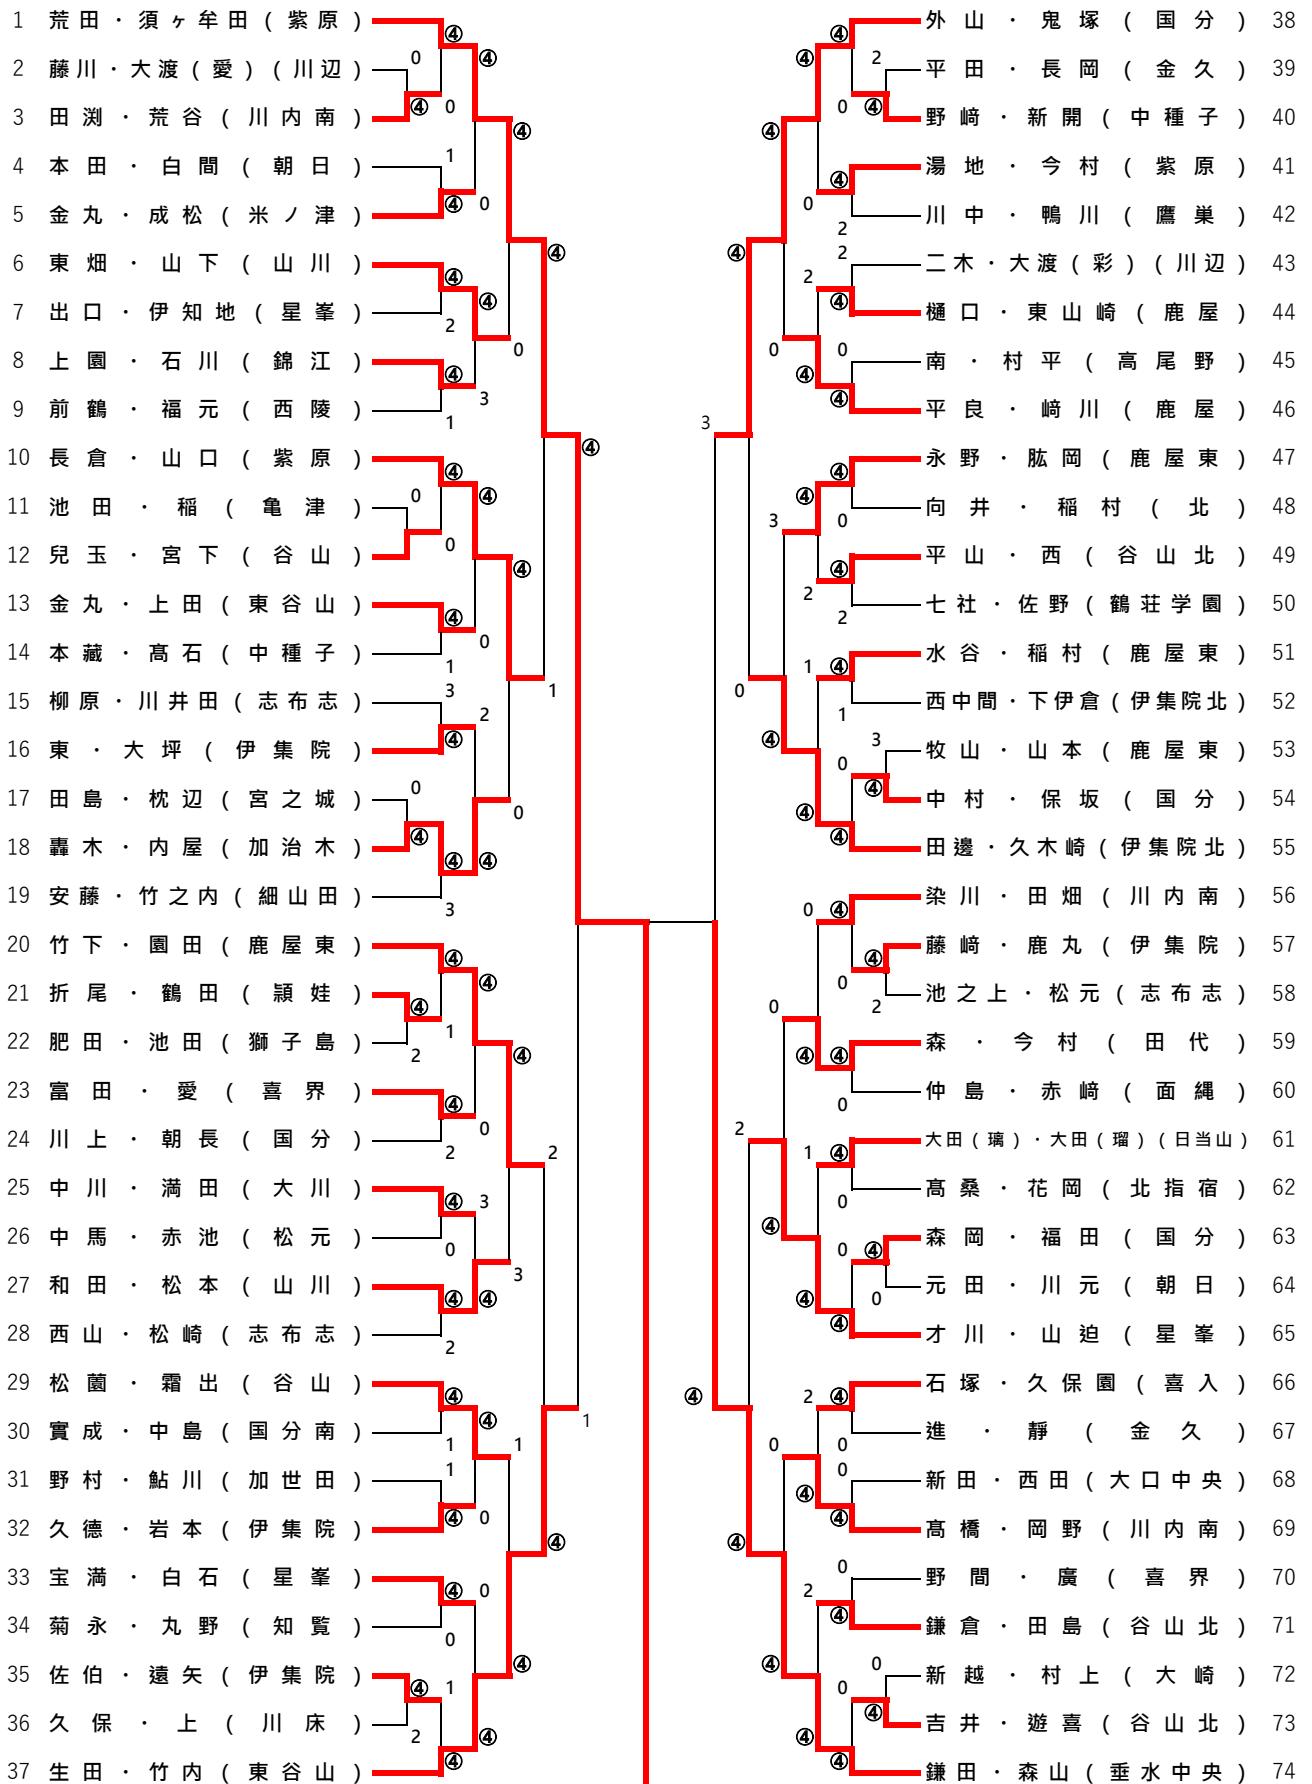 1 荒田・須ヶ牟田(紫原)
2 藤川・大渡(愛)(川辺)
3 田渕・荒谷(川内南)
4 本田・白間(朝日)
5 金丸・成松(米ノ津)
6 東畑・山下(山川)
7 出口・伊知地(星峯)
8 上園・石川(錦江)
9 前鶴・福元(西陵)
10 長倉・山口(紫原)
11 池田・稲(亀津)
12 兒玉・宮下(谷山)
13 金丸・上田(東谷山)
14 本藏・髙石(中種子)
15 柳原・川井田(志布志)
16 東・大坪(伊集院)
17 田島・枕辺(宮之城)
18 轟木・内屋(加治木)
19 安藤・竹之内(細山田)
20 竹下・園田(鹿屋東)
21 折尾・鶴田(頴娃)
22 肥田・池田(獅子島)
23 富田・愛(喜界)
24 川上・朝長(国分)
25 中川・満田(大川)
26 中馬・赤池(松元)
27 和田・松本(山川)
28 西山・松崎(志布志)
29 松薗・霜出(谷山)
30 實成・中島(国分南)
31 野村・鮎川(加世田)
32 久德・岩本(伊集院)
33 宝満・白石(星峯)
34 菊永・丸野(知覧)
35 佐伯・遠矢(伊集院)
36 久保・上(川床)
37 生田・竹内(東谷山)
外山・鬼塚(国分) 38
平田・長岡(金久) 39
野﨑・新開(中種子) 40
湯地・今村(紫原) 41
川中・鴨川(鷹巣) 42
二木・大渡(彩)(川辺) 43
樋口・東山崎(鹿屋) 44
南・村平(高尾野) 45
平良・﨑川(鹿屋) 46
永野・肱岡(鹿屋東) 47
向井・稲村(北) 48
平山・西(谷山北) 49
七社・佐野(鶴荘学園) 50
水谷・稲村(鹿屋東) 51
西中間・下伊倉(伊集院北) 52
牧山・山本(鹿屋東) 53
中村・保坂(国分) 54
田邊・久木崎(伊集院北) 55
染川・田畑(川内南) 56
藤﨑・鹿丸(伊集院) 57
池之上・松元(志布志) 58
森・今村(田代) 59
仲島・赤﨑(面縄) 60
大田(璃)・大田(瑠)(日当山) 61
髙桑・花岡(北指宿) 62
森岡・福田(国分) 63
元田・川元(朝日) 64
才川・山迫(星峯) 65
石塚・久保園(喜入) 66
進・靜(金久) 67
新田・西田(大口中央) 68
髙橋・岡野(川内南) 69
野間・廣(喜界) 70
鎌倉・田島(谷山北) 71
新越・村上(大崎) 72
吉井・遊喜(谷山北) 73
鎌田・森山(垂水中央) 74